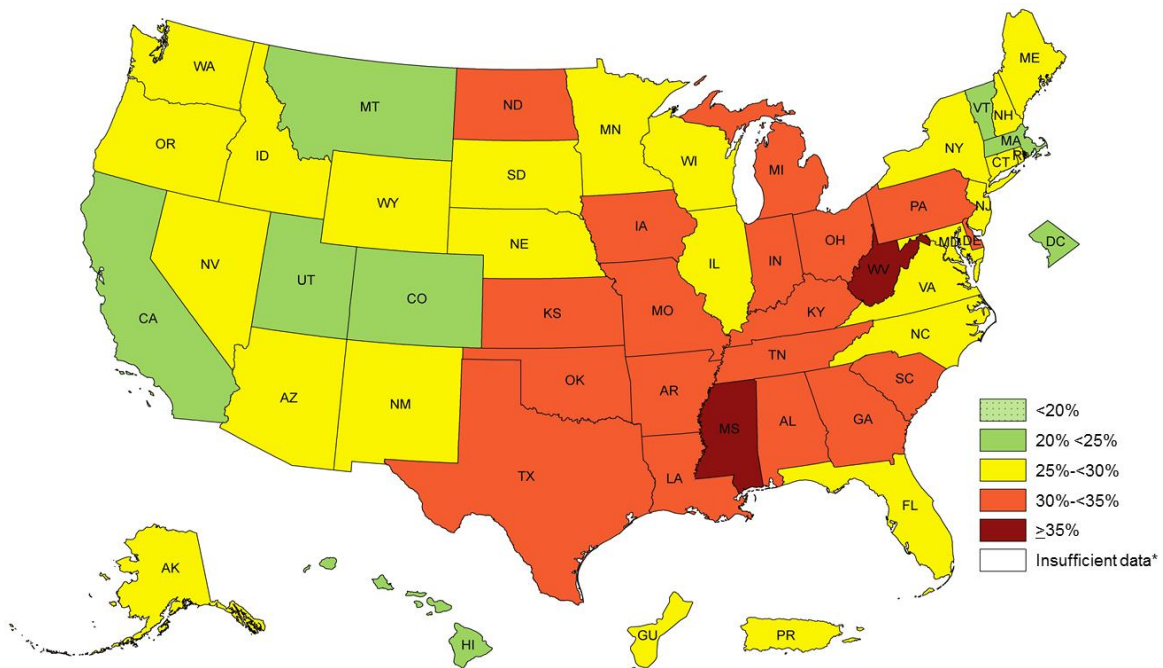 WA
MT
ND
MN
ME
VT
NH
OR
ID
WY
SD
WI
MI
NY
MA
CT
RI
NV
UT
CO
NE
IA
IL
IN
OH
PA
NJ
MD
DE
DC
CA
KS
MO
KY
WV
VA
AZ
NM
OK
AR
TN
NC
SC
TX
LA
MS
AL
GA
FL
AK
HI
GU
PR
<20%
20% <25%
25%-<30%
30%-<35%
≥35%
Insufficient data*